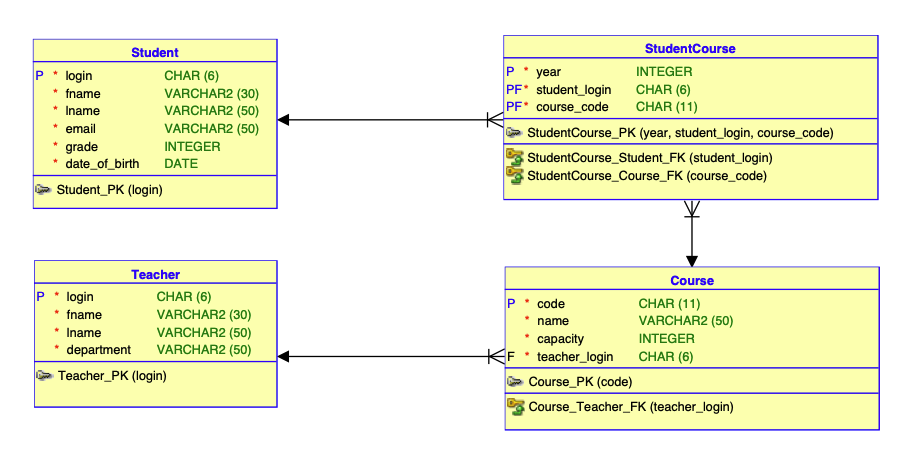 Student
P * login CHAR (6)
* fname VARCHAR2 (30)
* lname VARCHAR2 (50)
* email VARCHAR2 (50)
* grade INTEGER
* date_of_birth DATE
Student_PK (login)
StudentCourse
P * year INTEGER
PF* student_login CHAR (6)
PF* course_code CHAR (11)
StudentCourse_PK (year, student_login, course_code)
StudentCourse_Student_FK (student_login)
StudentCourse_Course_FK (course_code)
Teacher
P * login CHAR (6)
* fname VARCHAR2 (30)
* lname VARCHAR2 (50)
* department VARCHAR2 (50)
Teacher_PK (login)
Course
P * code CHAR (11)
* name VARCHAR2 (50)
* capacity INTEGER
F * teacher_login CHAR (6)
Course_PK (code)
Course_Teacher_FK (teacher_login)